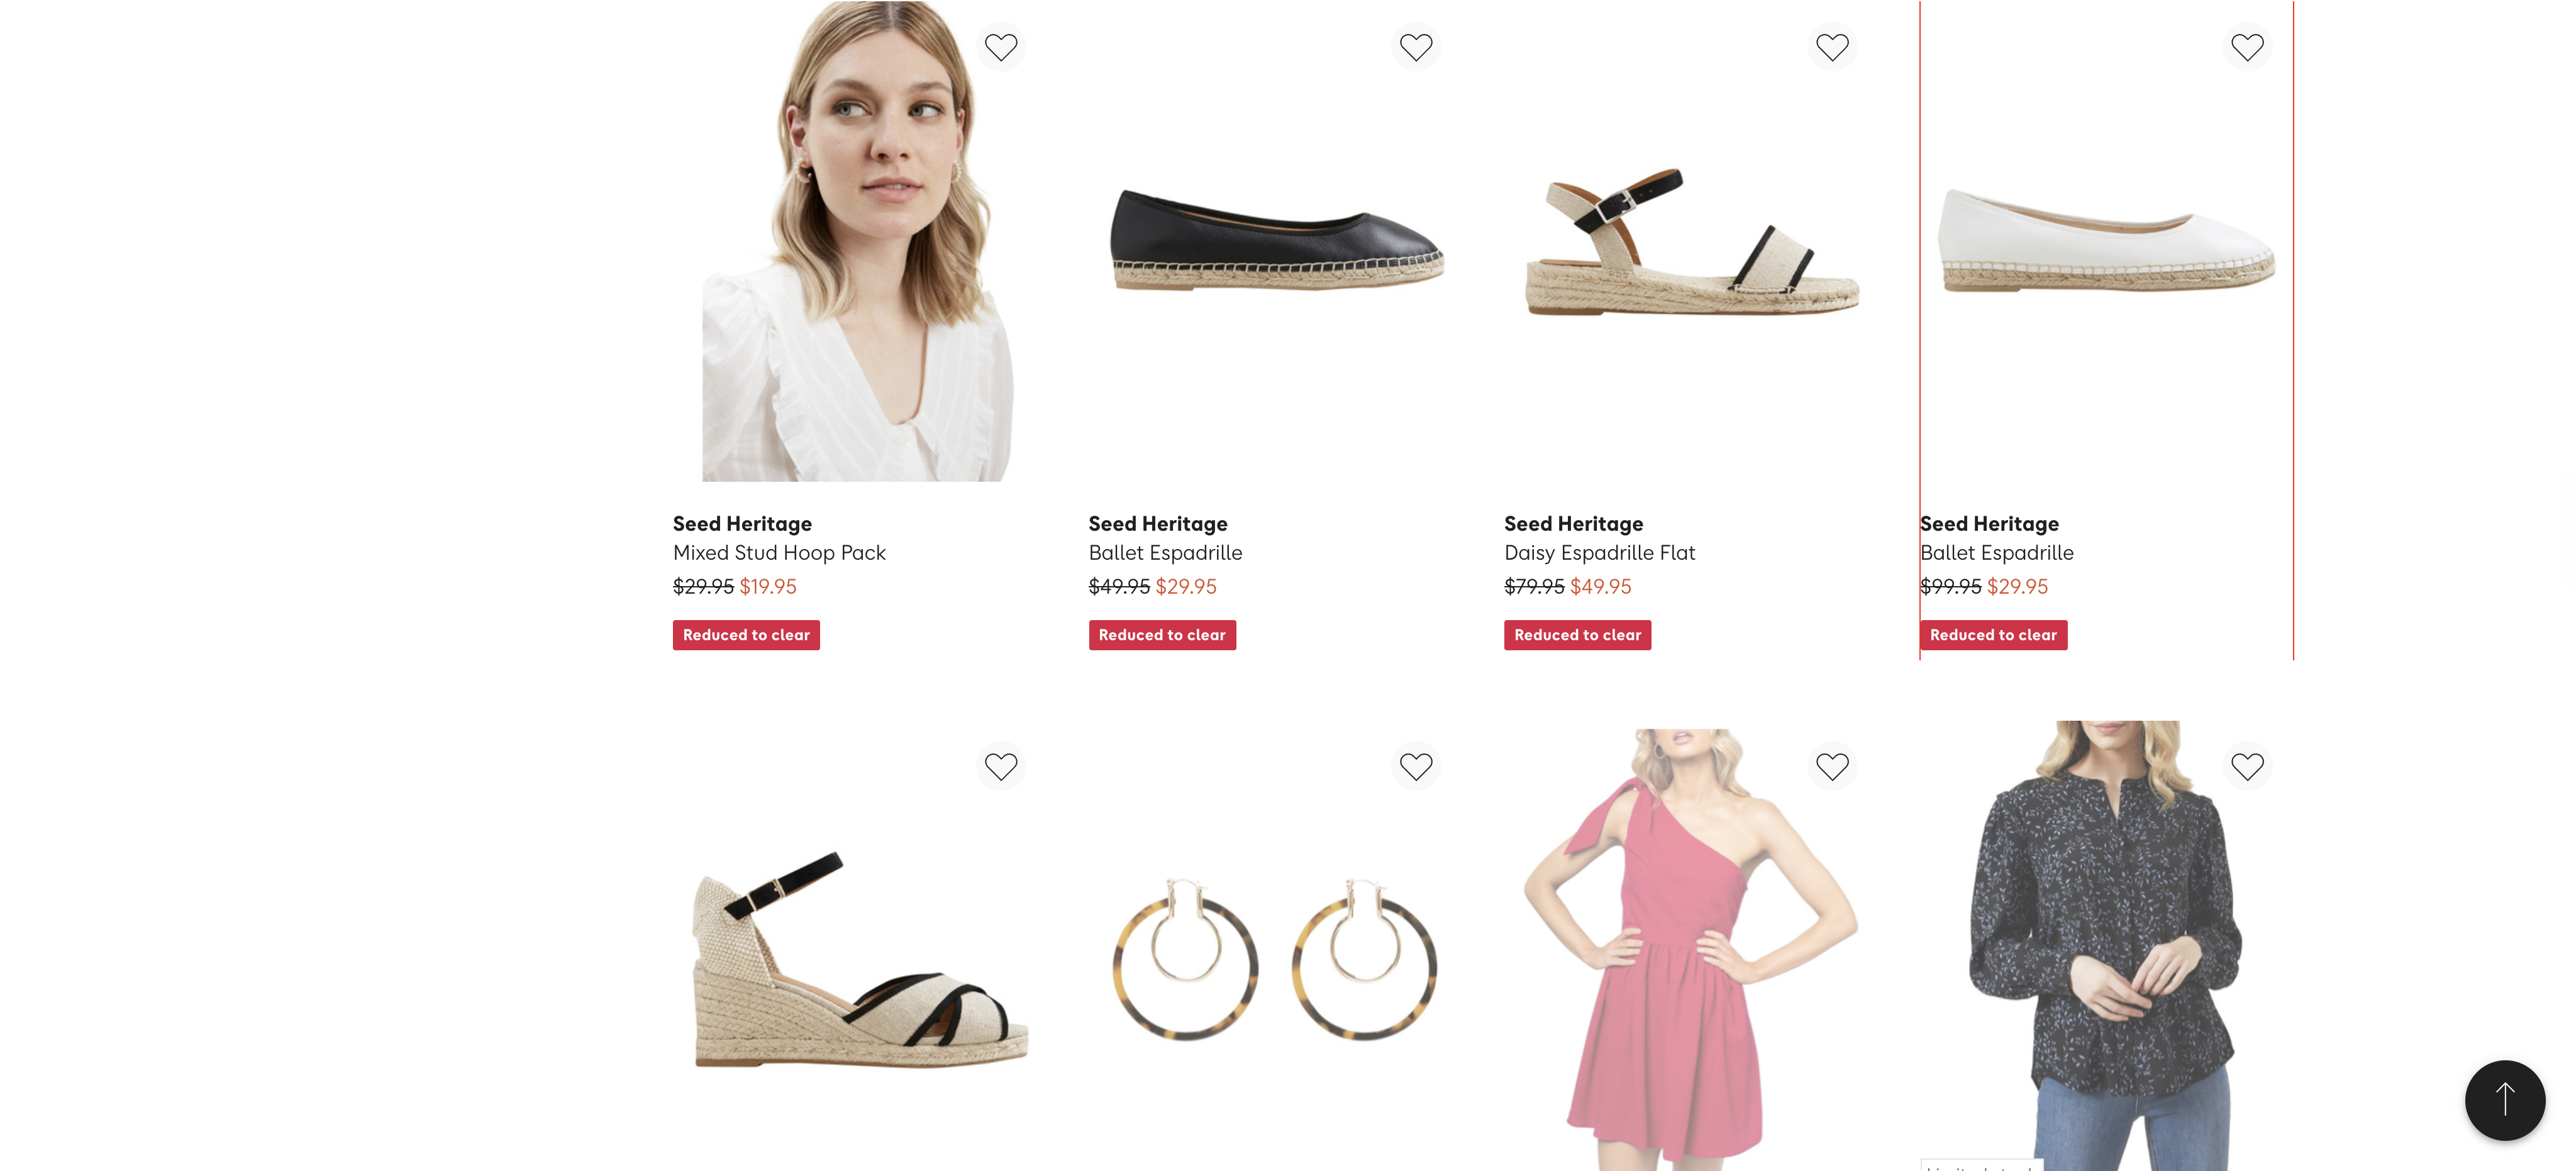 Seed Heritage
Mixed Stud Hoop Pack
$29.95 $19.95
Reduced to clear
Seed Heritage
Ballet Espadrille
$49.95 $29.95
Reduced to clear
Seed Heritage
Daisy Espadrille Flat
$79.95 $49.95
Reduced to clear
Seed Heritage
Ballet Espadrille
$99.95 $29.95
Reduced to clear